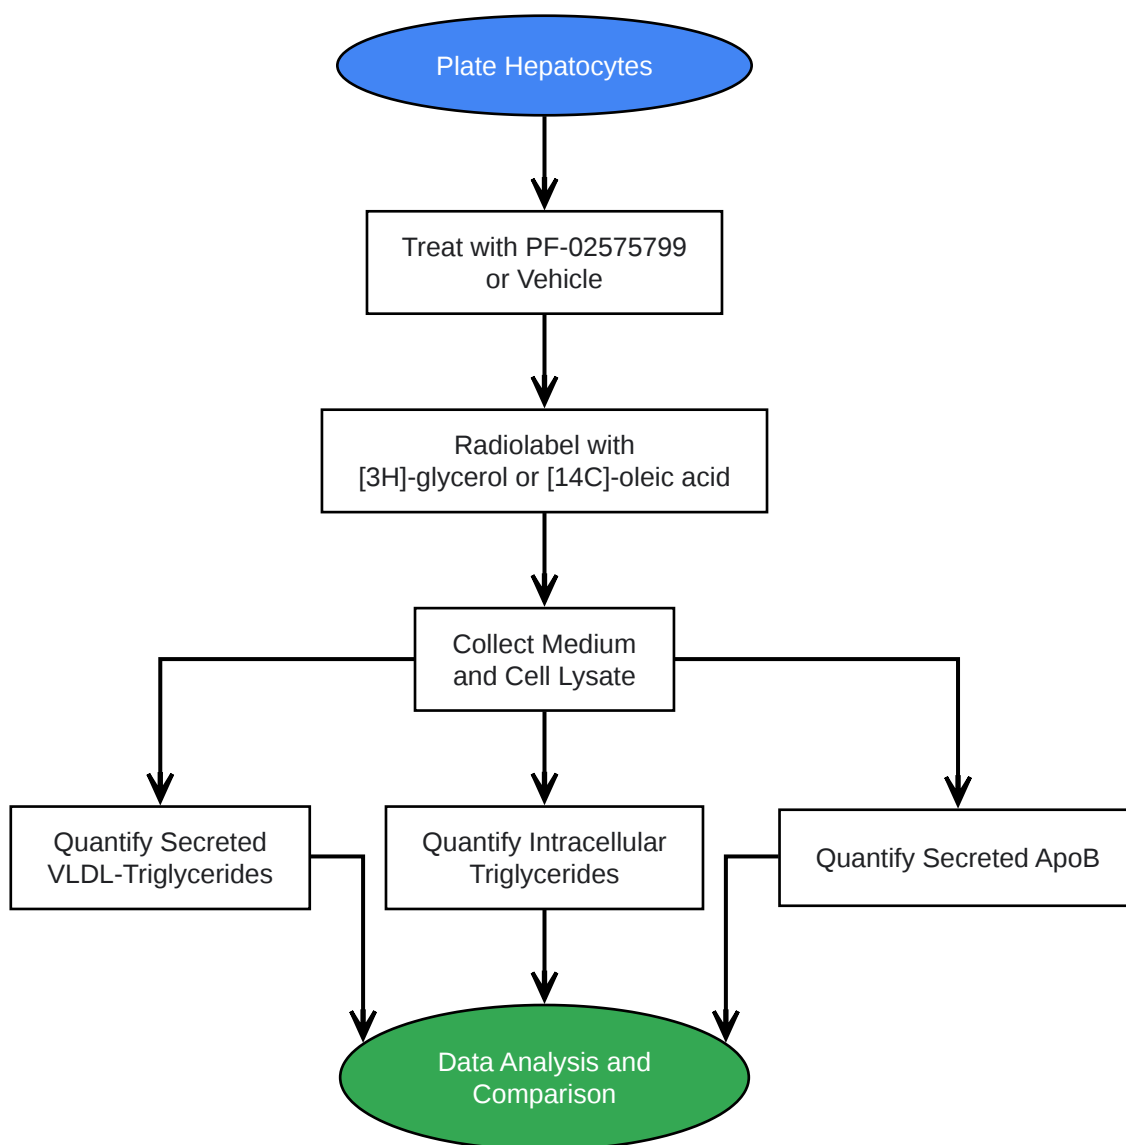 Plate Hepatocytes
Treat with PF-02575799
or Vehicle
Radiolabel with
[3H]-glycerol or [14C]-oleic acid
Collect Medium
and Cell Lysate
Quantify Secreted
VLDL-Triglycerides
Quantify Intracellular
Triglycerides
Quantify Secreted ApoB
Data Analysis and
Comparison